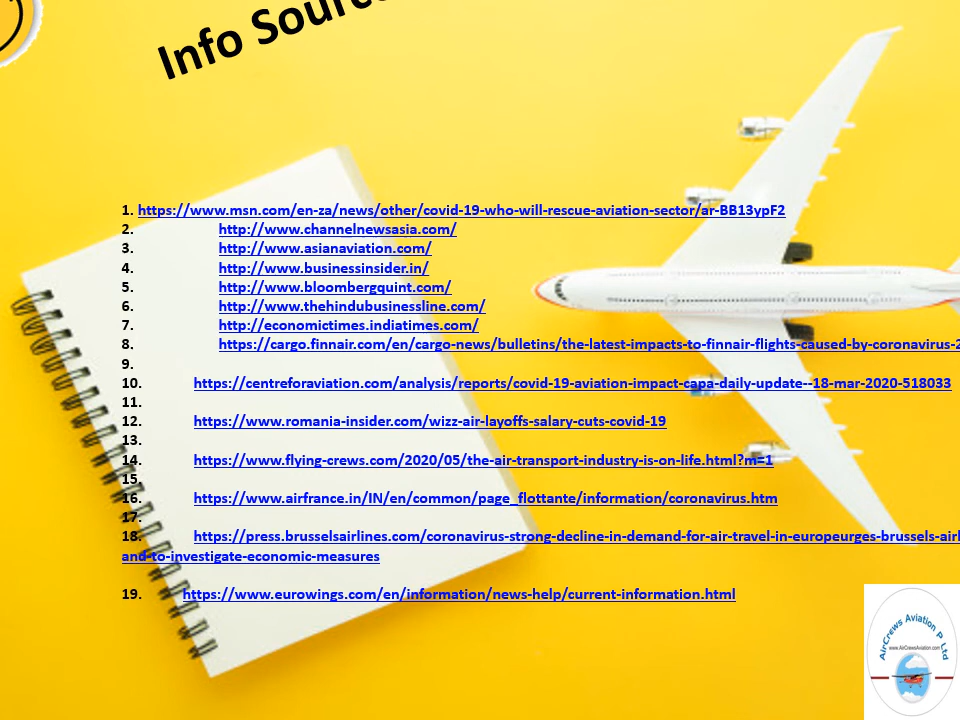 Info Sourc
1. https://www.msn.com/en-za/news/other/covid-19-who-will-rescue-aviation-sector/ar-BB13ypF2
2. http://www.channelnewsasia.com/
3. http://www.asianaviation.com/
4. http://www.businessinsider.in/
5. http://www.bloombergquint.com/
6. http://www.thehindubusinessline.com/
7. http://economictimes.indiatimes.com/
8. https://cargo.finnair.com/en/cargo-news/bulletins/the-latest-impacts-to-finnair-flights-caused-by-coronavirus-2
9.
10. https://centreforaviation.com/analysis/reports/covid-19-aviation-impact-capa-daily-update--18-mar-2020-518033
11.
12. https://www.romania-insider.com/wizz-air-layoffs-salary-cuts-covid-19
13.
14. https://www.flying-crews.com/2020/05/the-air-transport-industry-is-on-life.html?m=1
15.
16. https://www.airfrance.in/IN/en/common/page_flottante/information/coronavirus.htm
17.
18. https://press.brusselsairlines.com/coronavirus-strong-decline-in-demand-for-air-travel-in-europeurges-brussels-airl
and-to-investigate-economic-measures
19. https://www.eurowings.com/en/information/news-help/current-information.html
AirCrews Aviation P Ltd
www.AirCrewsAviation.com